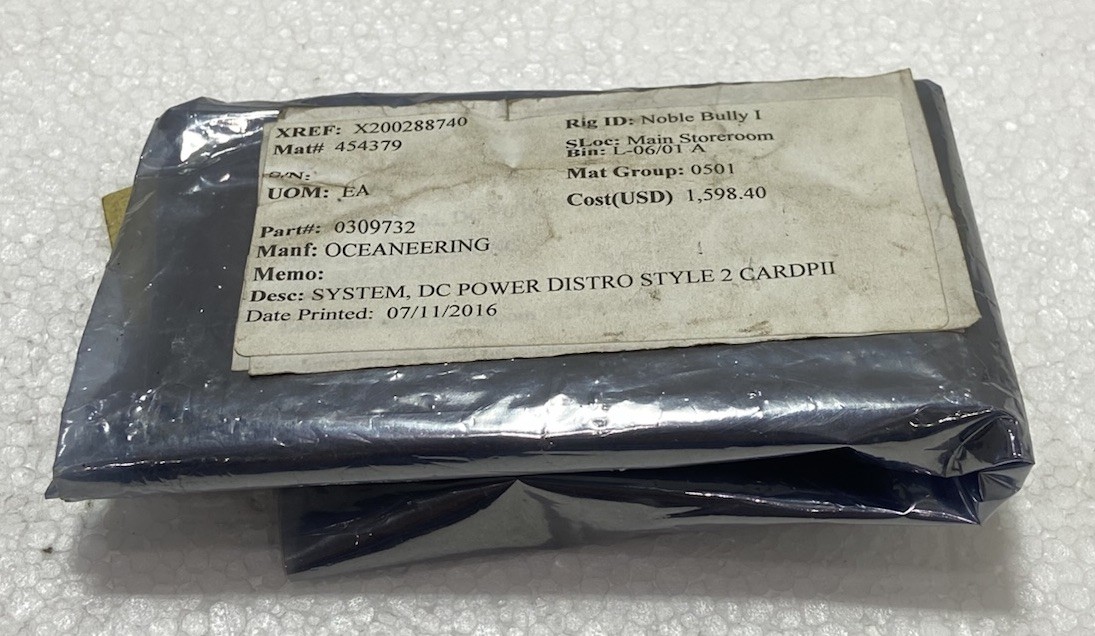 XREF: X200288740
Mat# 454379
S/N:
UOM: EA
Part#: 0309732
Manf: OCEANEERING
Memo:
Desc: SYSTEM, DC POWER DISTRO STYLE 2 CARDPII
Date Printed: 07/11/2016
Rig ID: Noble Bully I
SLoc: Main Storeroom
Bin: L-06/01 A
Mat Group: 0501
Cost(USD) 1,598.40